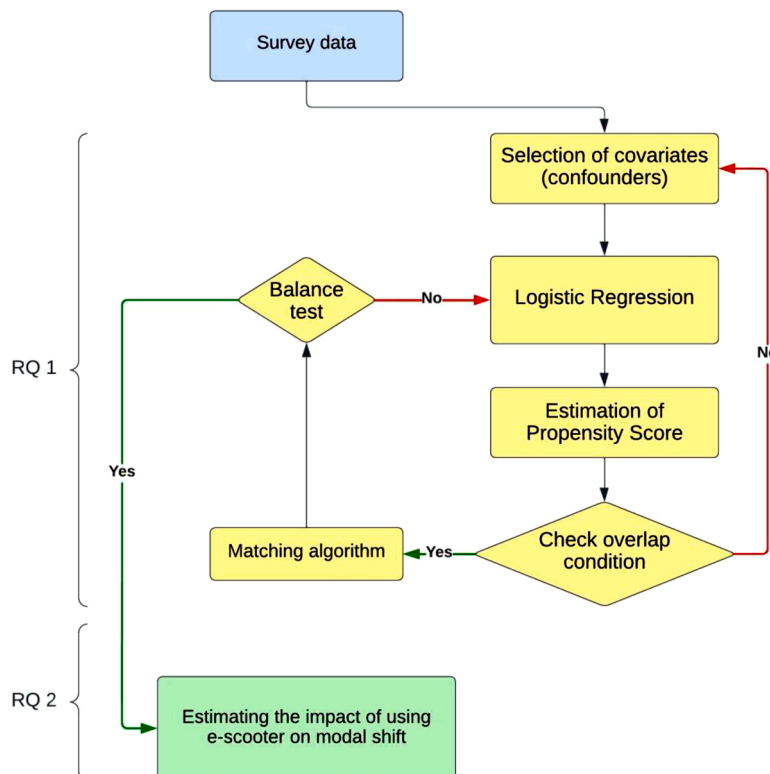 Survey data
Selection of covariates
(confounders)
Balance
test
No
Logistic Regression
RQ 1
Estimation of
Propensity Score
Yes
Matching algorithm
Yes
Check overlap
condition
RQ 2
Estimating the impact of using
e-scooter on modal shift